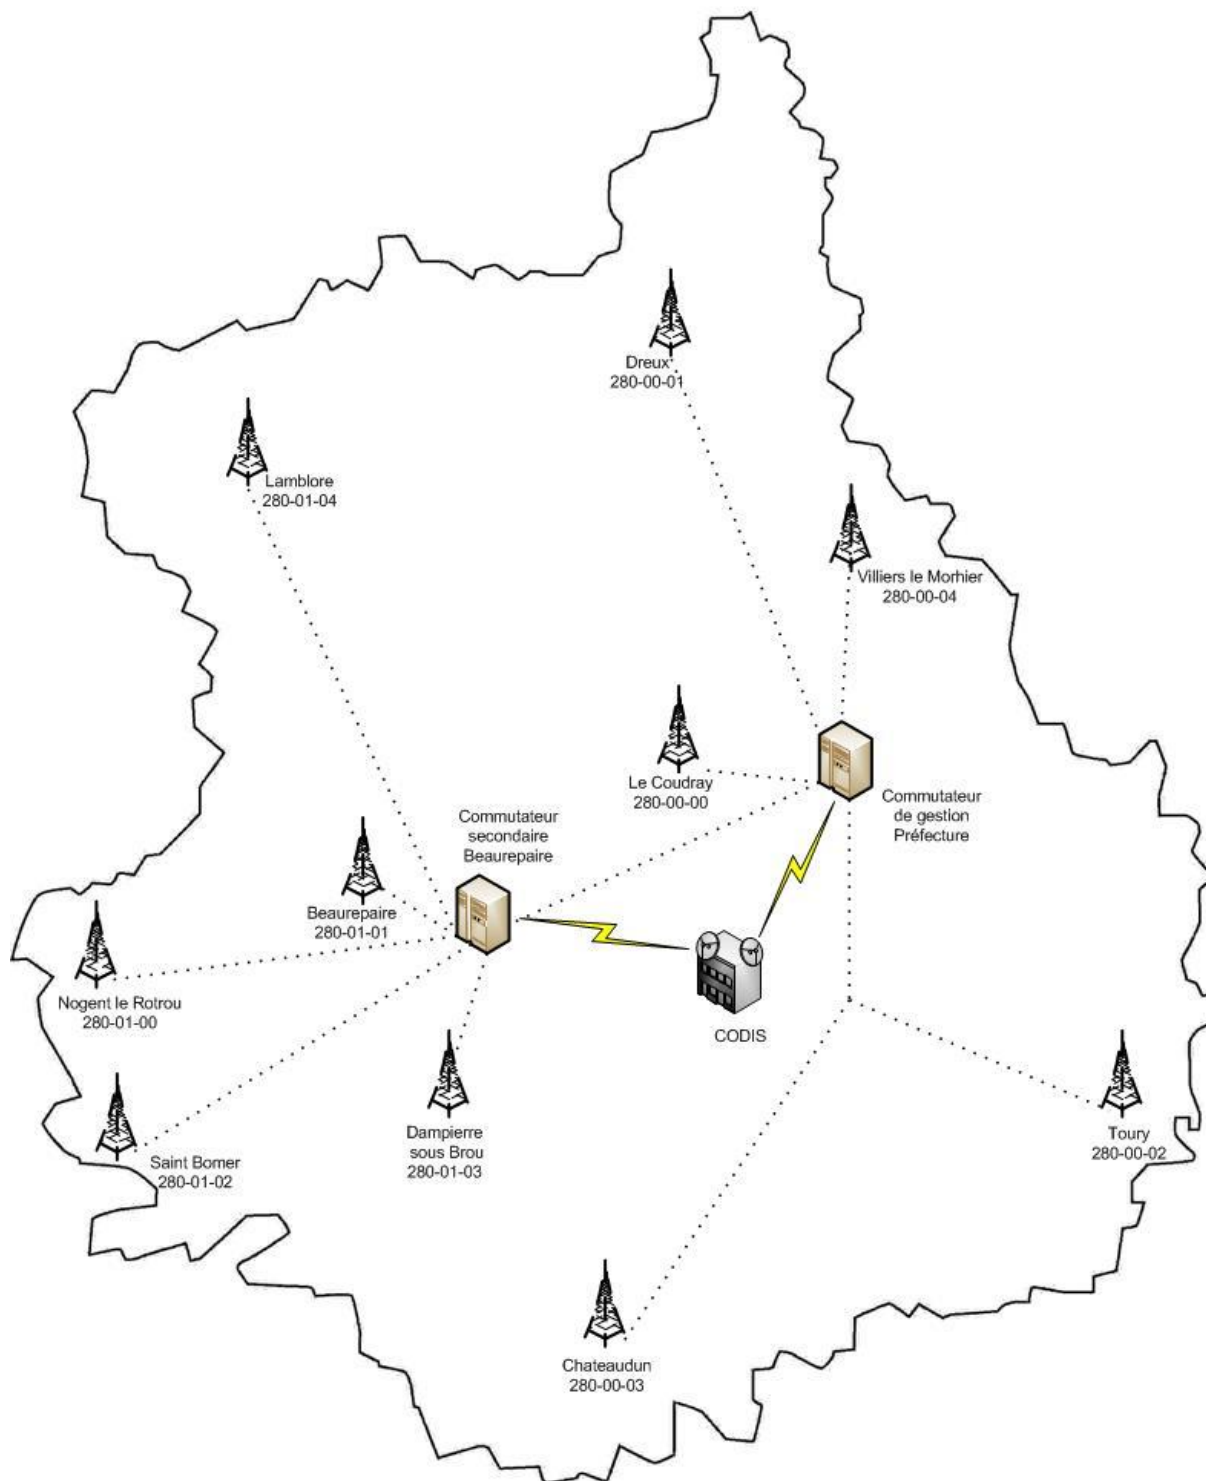 Dreux
280-00-01
Lamblore
280-01-04
Villiers le Morhier
280-00-04
Le Coudray
280-00-00
Commutateur
de gestion
Préfecture
Commutateur
secondaire
Beaurepaire
Beaurepaire
280-01-01
Nogent le Rotrou
280-01-00
CODIS
Dampierre
sous Brou
280-01-03
Toury
280-00-02
Saint Bomer
280-01-02
Chateaudun
280-00-03